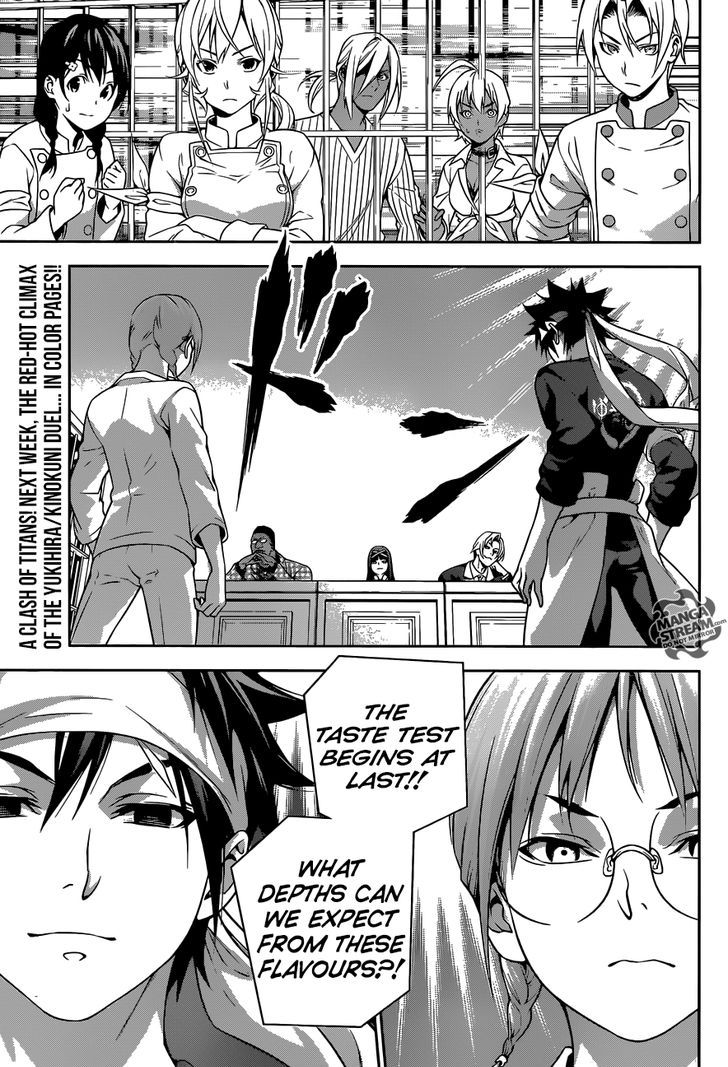 A CLASH OF TITANS! NEXT WEEK, THE RED-HOT CLIMAX
OF THE YUKIHIRA/KINOKUNI DUEL... IN COLOR PAGES!!
MANGA
STREAM.com
DO NOT MIRROR
THE
TASTE TEST
BEGINS AT
LAST!!
WHAT
DEPTHS CAN
WE EXPECT
FROM THESE
FLAVOURS?!